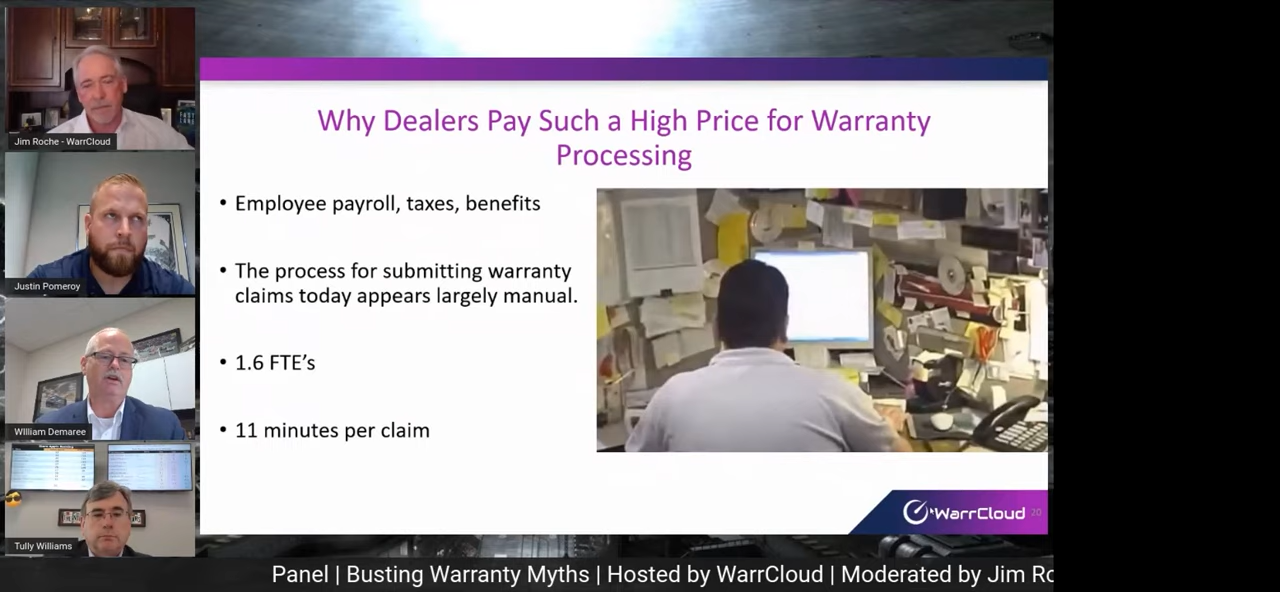 Jim Roche - WarrCloud
Justin Pomeroy
WIlliam Demaree
Tully Williams
Why Dealers Pay Such a High Price for Warranty
Processing
• Employee payroll, taxes, benefits
• The process for submitting warranty
claims today appears largely manual.
• 1.6 FTE’s
• 11 minutes per claim
WarrCloud 20
Panel | Busting Warranty Myths | Hosted by WarrCloud | Moderated by Jim Ro